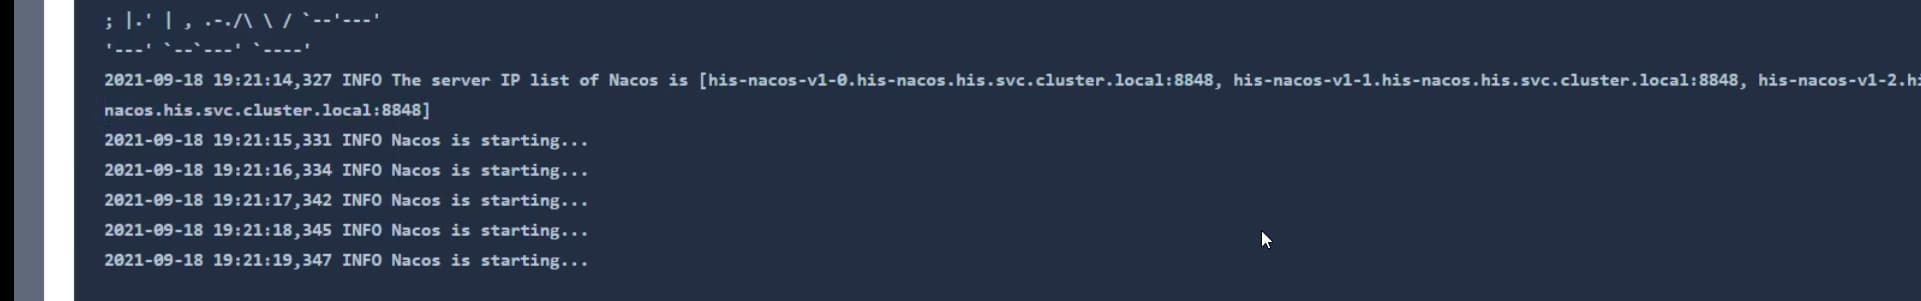 ; |.' | , .-./\ \ / `--'---'
'---' `--`---' `----'
2021-09-18 19:21:14,327 INFO The server IP list of Nacos is [his-nacos-v1-0.his-nacos.his.svc.cluster.local:8848, his-nacos-v1-1.his-nacos.his.svc.cluster.local:8848, his-nacos-v1-2.hi
nacos.his.svc.cluster.local:8848]
2021-09-18 19:21:15,331 INFO Nacos is starting...
2021-09-18 19:21:16,334 INFO Nacos is starting...
2021-09-18 19:21:17,342 INFO Nacos is starting...
2021-09-18 19:21:18,345 INFO Nacos is starting...
2021-09-18 19:21:19,347 INFO Nacos is starting...